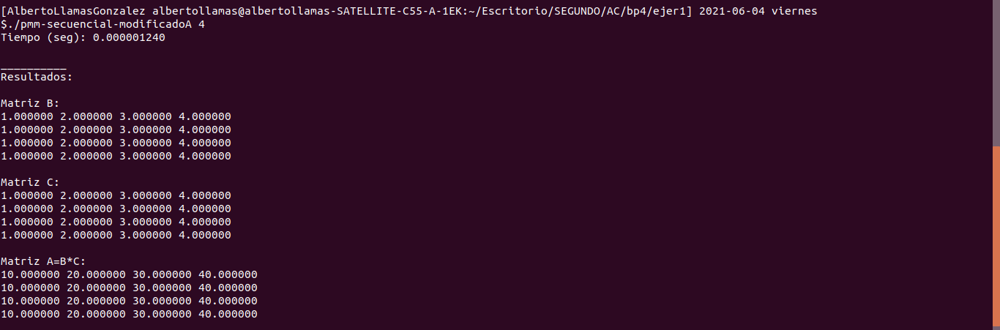 [AlbertoLlamasGonzalez albertollamas@albertollamas-SATELLITE-C55-A-1EK:~/Escritorio/SEGUNDO/AC/bp4/ejer1] 2021-06-04 viernes
$./pmm-secuencial-modificadoA 4
Tiempo (seg): 0.000001240
__________
Resultados:
Matriz B:
1.000000 2.000000 3.000000 4.000000
1.000000 2.000000 3.000000 4.000000
1.000000 2.000000 3.000000 4.000000
1.000000 2.000000 3.000000 4.000000
Matriz C:
1.000000 2.000000 3.000000 4.000000
1.000000 2.000000 3.000000 4.000000
1.000000 2.000000 3.000000 4.000000
1.000000 2.000000 3.000000 4.000000
Matriz A=B*C:
10.000000 20.000000 30.000000 40.000000
10.000000 20.000000 30.000000 40.000000
10.000000 20.000000 30.000000 40.000000
10.000000 20.000000 30.000000 40.000000